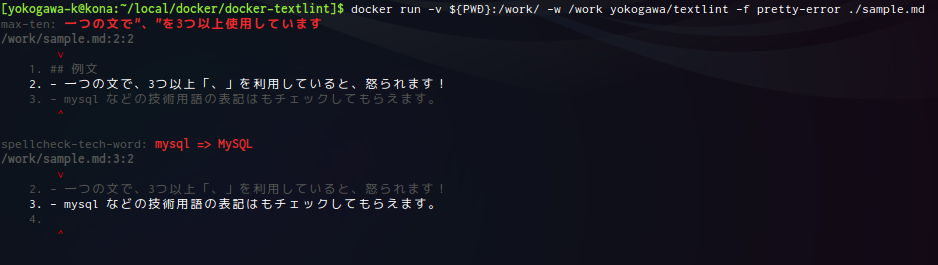 [yokogawa-k@kona:~/local/docker/docker-textlint]$ docker run -v ${PWD}:/work/ -w /work yokogawa/textlint -f pretty-error ./sample.md
max-ten: 一つの文で"、"を3つ以上使用しています
/work/sample.md:2:2
v
1. ## 例文
2. - 一つの文で、3つ以上「、」を利用していると、怒られます！
3. - mysql などの技術用語の表記はもチェックしてもらえます。
^
spellcheck-tech-word: mysql => MySQL
/work/sample.md:3:2
v
2. - 一つの文で、3つ以上「、」を利用していると、怒られます！
3. - mysql などの技術用語の表記はもチェックしてもらえます。
4.
^